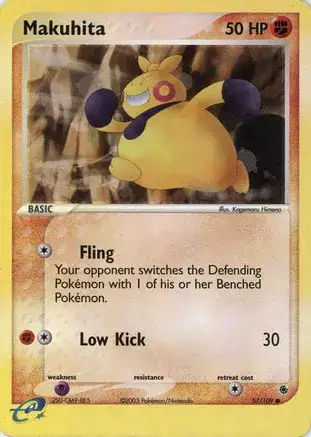 Makuhita
50 HP
Illus. Kagemaru Himeno
BASIC
Fling
Your opponent switches the Defending
Pokémon with 1 of his or her Benched
Pokémon.
Low Kick 30
weakness resistance retreat cost
©2003 Pokémon/Nintendo
57/109
e